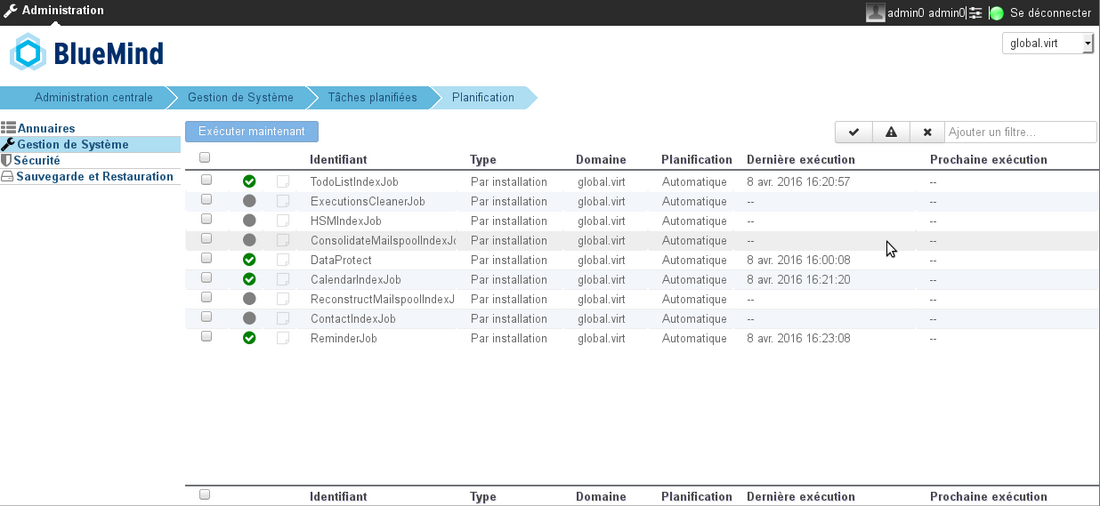 Administration
admin0 admin0 Se déconnecter
BlueMind
global.virt
Administration centrale Gestion de Système Tâches planifiées Planification
Annuaires
Gestion de Système
Sécurité
Sauvegarde et Restauration
Exécuter maintenant
Ajouter un filtre...
Identifiant Type Domaine Planification Dernière exécution Prochaine exécution
TodoListIndexJob Par installation global.virt Automatique 8 avr. 2016 16:20:57 --
ExecutionsCleanerJob Par installation global.virt Automatique -- --
HSMIndexJob Par installation global.virt Automatique -- --
ConsolidateMailspoolIndexJo Par installation global.virt Automatique -- --
DataProtect Par installation global.virt Automatique 8 avr. 2016 16:00:08 --
CalendarIndexJob Par installation global.virt Automatique 8 avr. 2016 16:21:20 --
ReconstructMailspoolIndexJ Par installation global.virt Automatique -- --
ContactIndexJob Par installation global.virt Automatique -- --
ReminderJob Par installation global.virt Automatique 8 avr. 2016 16:23:08 --
Identifiant Type Domaine Planification Dernière exécution Prochaine exécution